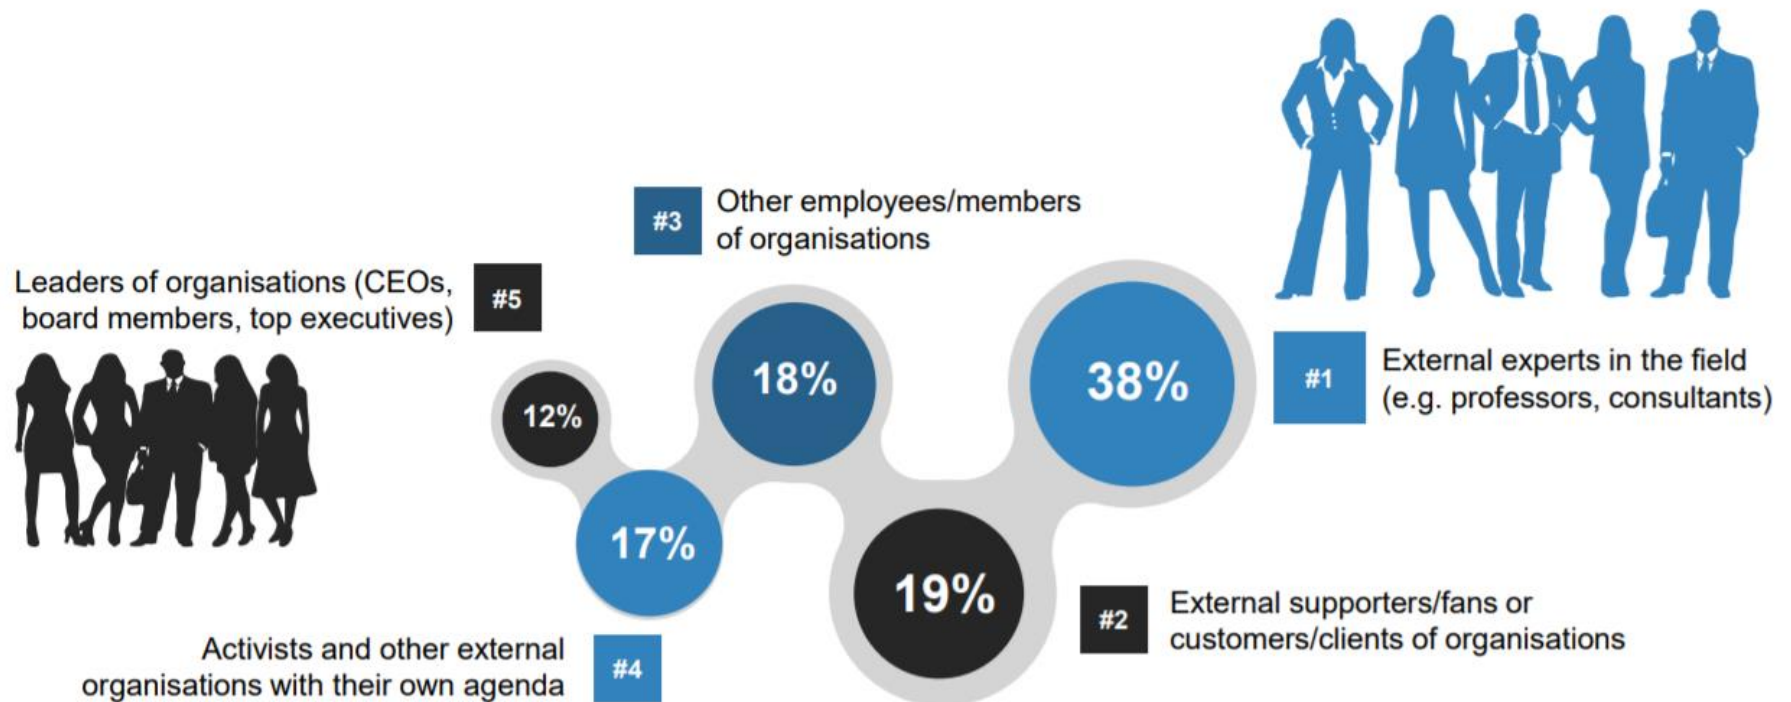 #3
Other employees/members
of organisations
Leaders of organisations (CEOs,
board members, top executives)
#5
18%
38%
#1
External experts in the field
(e.g. professors, consultants)
12%
17%
19%
#2
External supporters/fans or
customers/clients of organisations
Activists and other external
organisations with their own agenda
#4